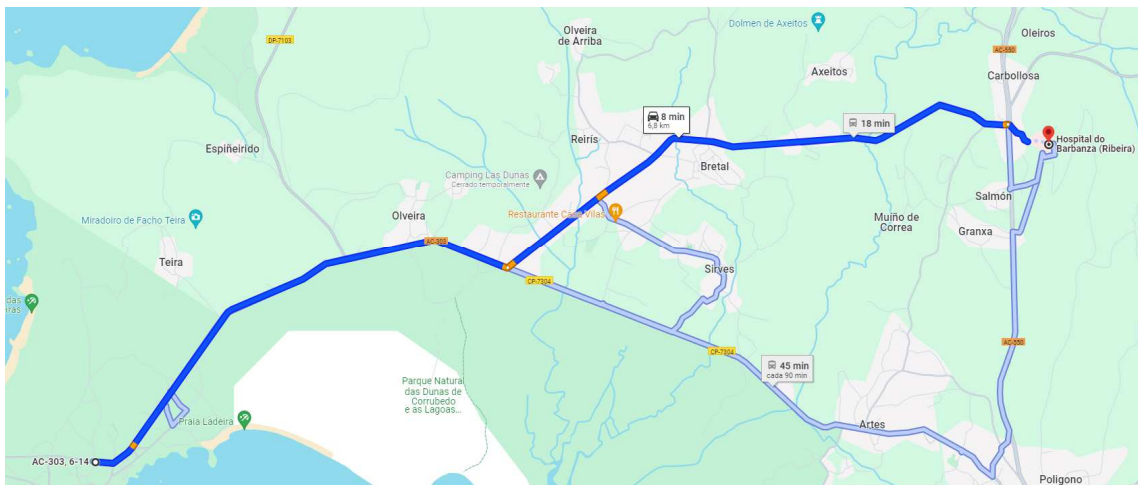 Dolmen de Axeitos
Oleiros
Olveira
de Arriba
DP-7103
AC-550
Axeitos
Carbollosa
8 min
6,8 km
18 min
Reirís
Hospital do
Barbanza (Ribeira)
Espiñeirido
Bretal
Camping Las Dunas
Cerrado temporalmente
Salmón
Miradoiro de Facho Teira
Olveira
Restaurante Casa Vilas
Muiño de
Correa
Granxa
AC-303
Teira
Sirves
CP-7304
das
CP-7304
AC-550
45 min
cada 90 min
Parque Natural
das Dunas de
Corrubedo
e as Lagoas...
Praia Ladeira
Artes
AC-303, 6-14
Poligono